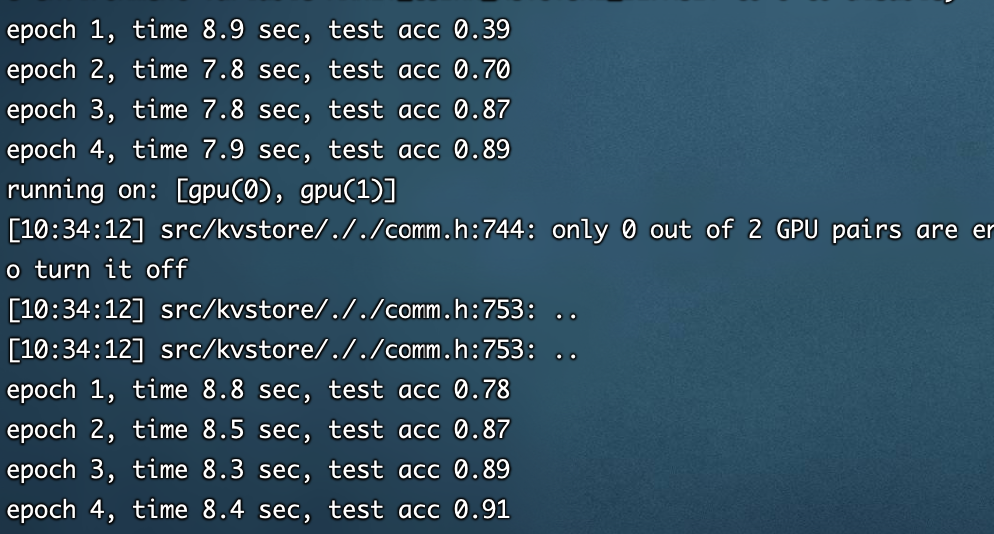 epoch 1, time 8.9 sec, test acc 0.39
epoch 2, time 7.8 sec, test acc 0.70
epoch 3, time 7.8 sec, test acc 0.87
epoch 4, time 7.9 sec, test acc 0.89
running on: [gpu(0), gpu(1)]
[10:34:12] src/kvstore/././comm.h:744: only 0 out of 2 GPU pairs are
o turn it off
[10:34:12] src/kvstore/././comm.h:753: ..
[10:34:12] src/kvstore/././comm.h:753: ..
epoch 1, time 8.8 sec, test acc 0.78
epoch 2, time 8.5 sec, test acc 0.87
epoch 3, time 8.3 sec, test acc 0.89
epoch 4, time 8.4 sec, test acc 0.91